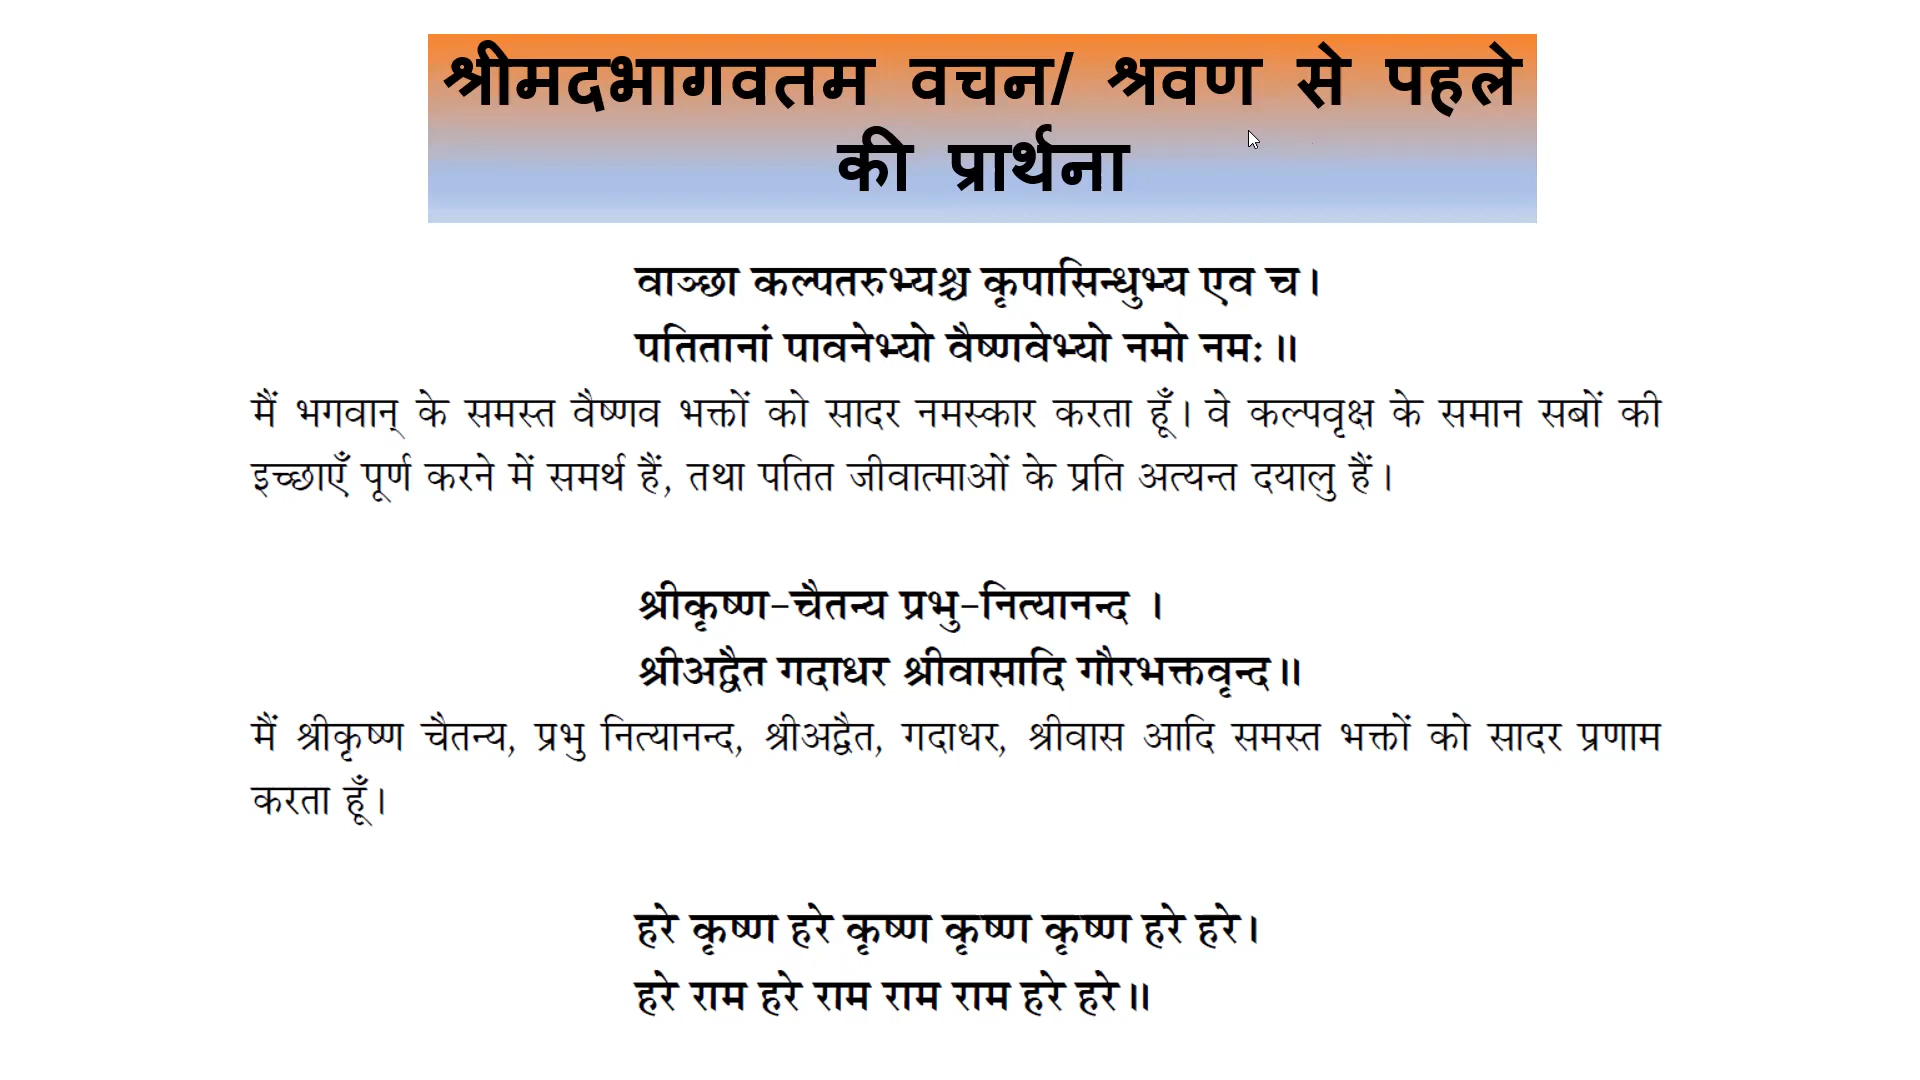 श्रीमदभागवतम वचन/ श्रवण से पहले
की प्रार्थना
वाञ्छा कल्पतरुभ्यश्च कृपासिन्धुभ्य एव च।
पतितानां पावनेभ्यो वैष्णवेभ्यो नमो नमः॥
मैं भगवान् के समस्त वैष्णव भक्तों को सादर नमस्कार करता हूँ। वे कल्पवृक्ष के समान सबों की
इच्छाएँ पूर्ण करने में समर्थ हैं, तथा पतित जीवात्माओं के प्रति अत्यन्त दयालु हैं।
श्रीकृष्ण-चैतन्य प्रभु-नित्यानन्द ।
श्रीअद्वैत गदाधर श्रीवासादि गौरभक्तवृन्द॥
मैं श्रीकृष्ण चैतन्य, प्रभु नित्यानन्द, श्रीअद्वैत, गदाधर, श्रीवास आदि समस्त भक्तों को सादर प्रणाम
करता हूँ।
हरे कृष्ण हरे कृष्ण कृष्ण कृष्ण हरे हरे।
हरे राम हरे राम राम राम हरे हरे॥